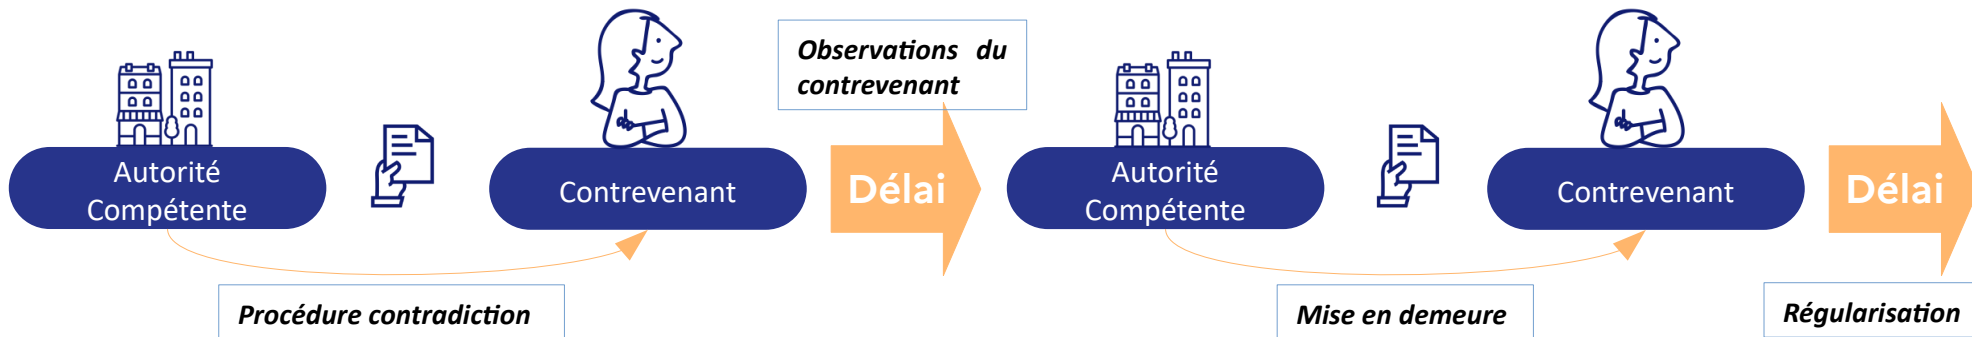 Observations du
contrevenant
Autorité
Compétente
Contrevenant
Délai
Autorité
Compétente
Contrevenant
Délai
Procédure contradiction
Mise en demeure
Régularisation